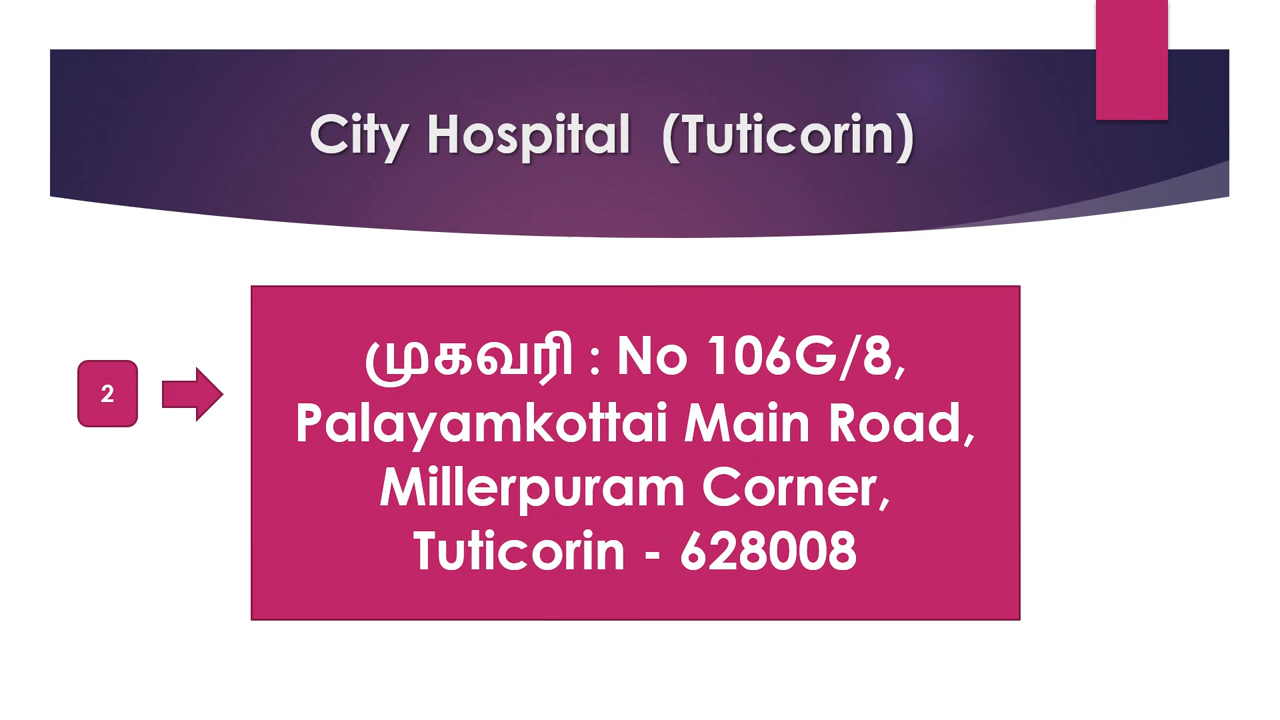 City Hospital (Tuticorin)
2
முகவரி : No 106G/8,
Palayamkottai Main Road,
Millerpuram Corner,
Tuticorin - 628008